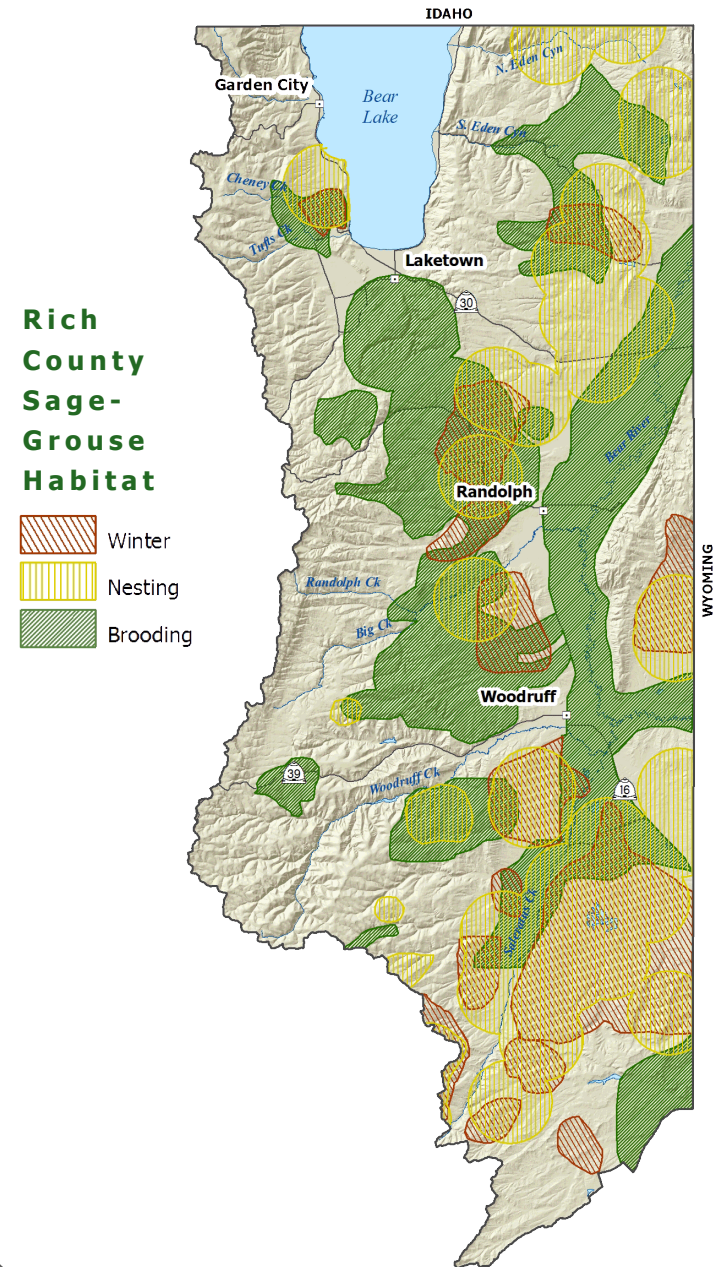 IDAHO
N. Eden Cyn
Garden City
Bear
Lake
S. Eden Cyn
Cheney Ck
Tufts Ck
Laketown
30
Rich
County
Sage-
Grouse
Habitat
Bear River
Randolph
Winter
WYOMING
Nesting
Randolph Ck
Big Ck
Brooding
Woodruff
39
Woodruff Ck
16
Saleratus Ck